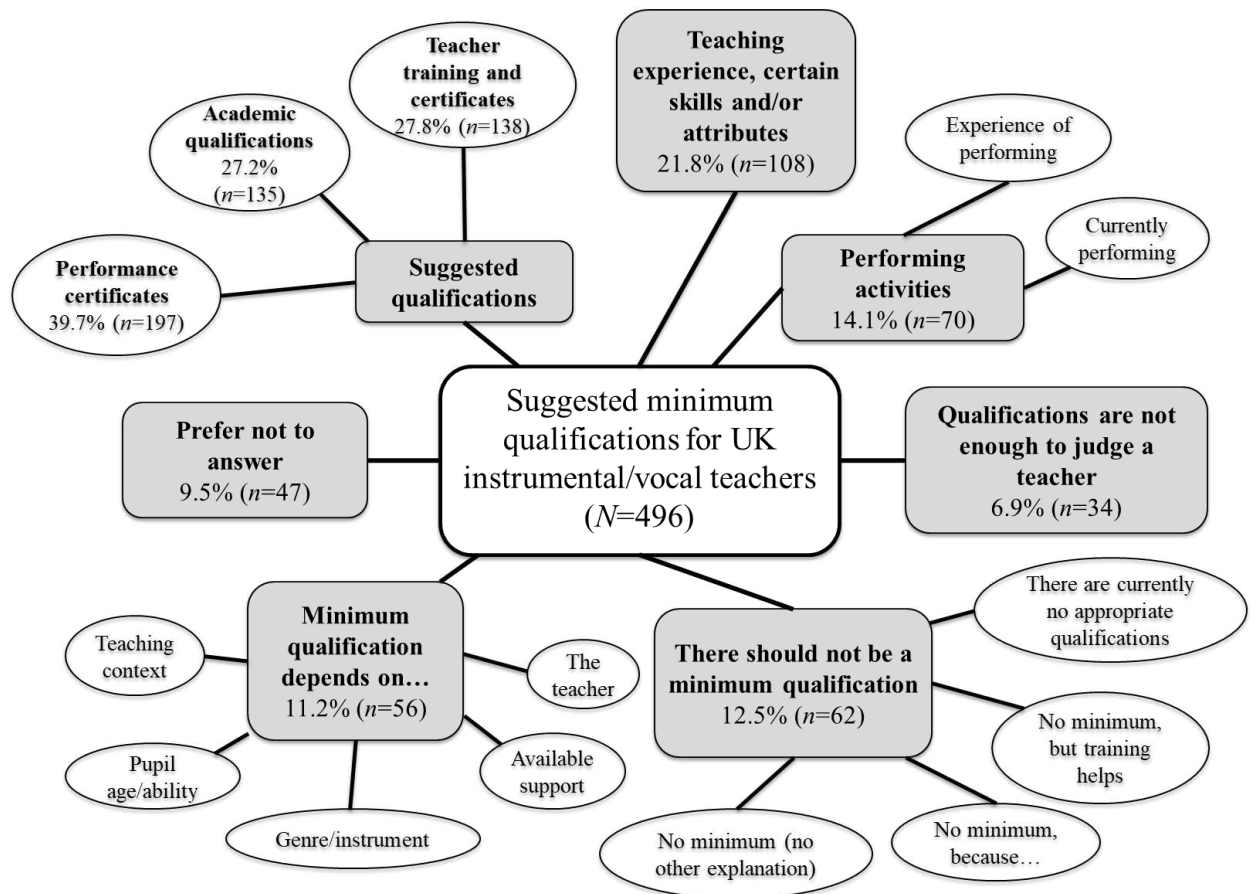 Teacher
training and
certificates
27.8% (n=138)
Academic
qualifications
27.2%
(n=135)
Performance
certificates
39.7% (n=197)
Suggested
qualifications
Teaching
experience, certain
skills and/or
attributes
21.8% (n=108)
Experience of
performing
Currently
performing
Performing
activities
14.1% (n=70)
Suggested minimum
qualifications for UK
instrumental/vocal teachers
(N=496)
Prefer not to
answer
9.5% (n=47)
Qualifications are not
enough to judge a
teacher
6.9% (n=34)
Minimum
qualification
depends on…
11.2% (n=56)
Teaching
context
The
teacher
Pupil
age/ability
Available
support
Genre/instrument
There should not be a
minimum qualification
12.5% (n=62)
There are currently
no appropriate
qualifications
No minimum,
but training
helps
No minimum,
because…
No minimum (no
other explanation)